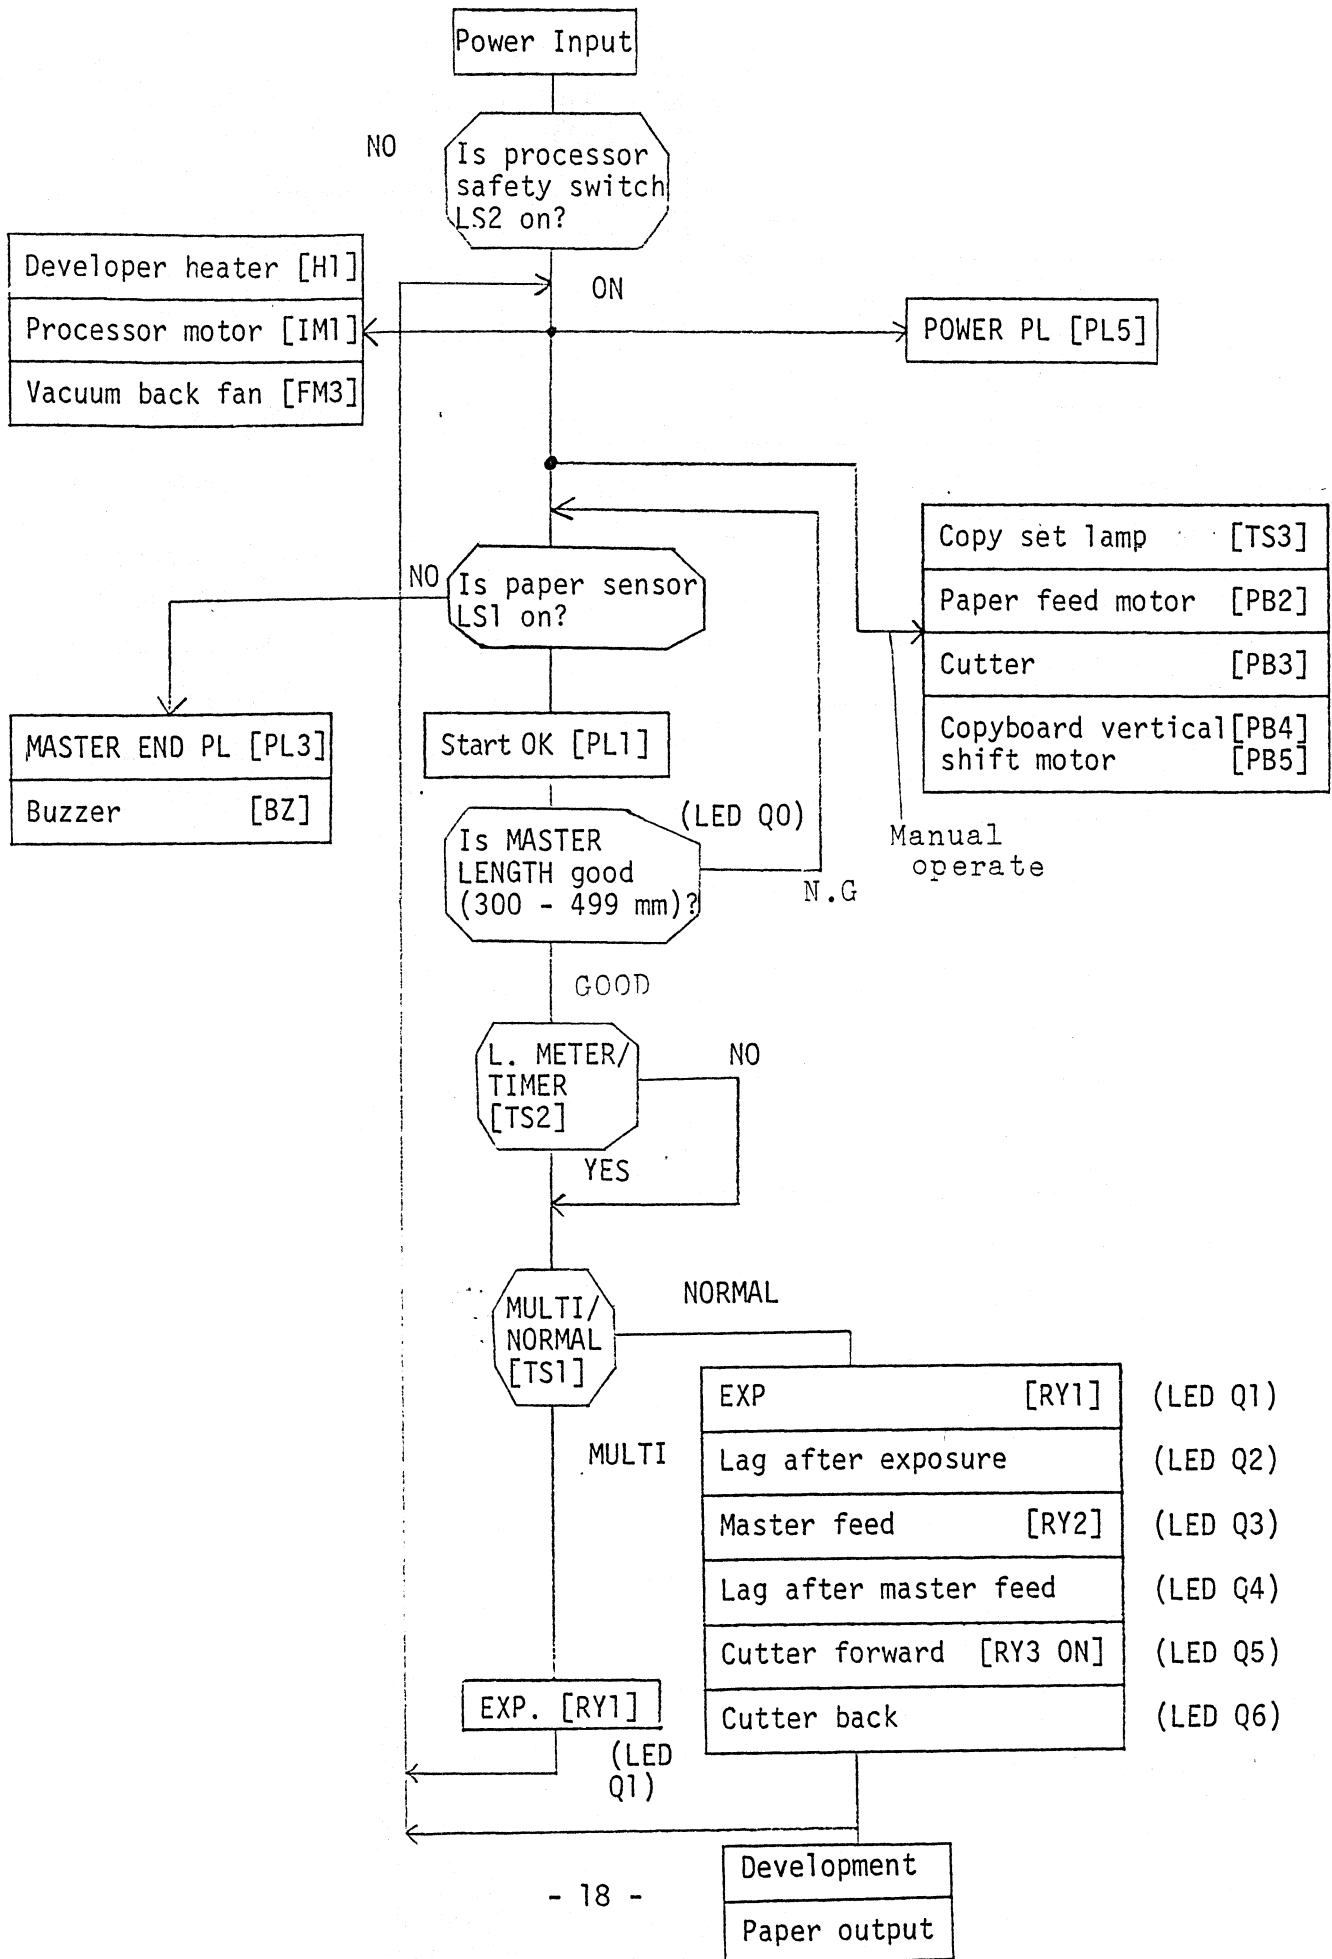 Power Input
NO
Is processor
safety switch
LS2 on?
ON
Developer heater [H1]
Processor motor [IM1]
Vacuum back fan [FM3]
POWER PL [PL5]
Copy set lamp [TS3]
Paper feed motor [PB2]
Cutter [PB3]
Copyboard vertical [PB4]
shift motor [PB5]
Manual
operate
NO
Is paper sensor
LS1 on?
MASTER END PL [PL3]
Buzzer [BZ]
Start OK [PL1]
(LED Q0)
Is MASTER
LENGTH good
(300 - 499 mm)?
N.G
GOOD
L. METER/
TIMER
[TS2]
NO
YES
MULTI/
NORMAL
[TS1]
NORMAL
MULTI
EXP [RY1] (LED Q1)
Lag after exposure (LED Q2)
Master feed [RY2] (LED Q3)
Lag after master feed (LED Q4)
Cutter forward [RY3 ON] (LED Q5)
Cutter back (LED Q6)
EXP. [RY1]
(LED
Q1)
Development
Paper output
- 18 -